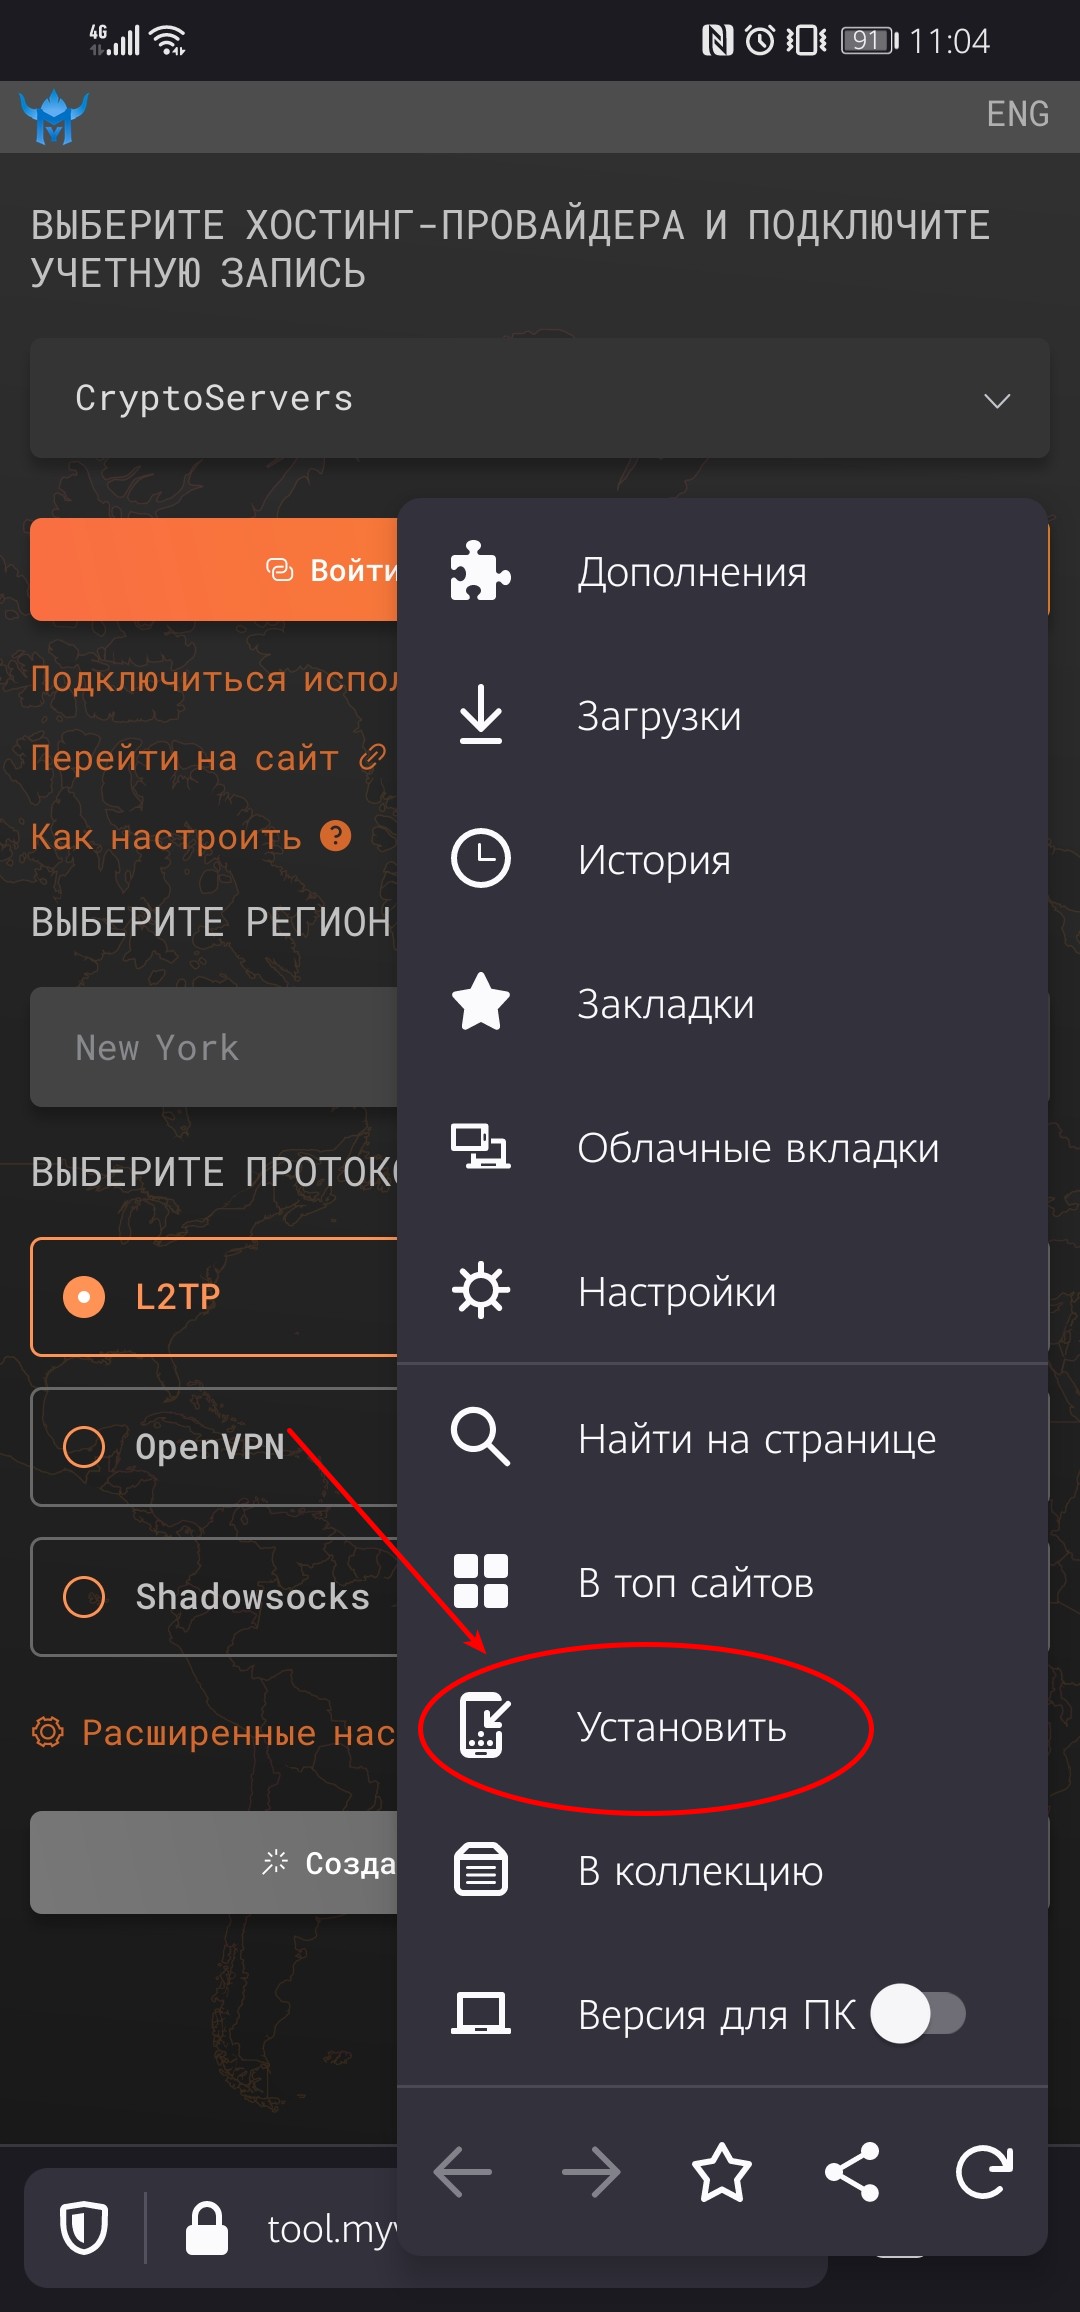 4G 91 11:04
ENG
ВЫБЕРИТЕ ХОСТИНГ-ПРОВАЙДЕРА И ПОДКЛЮЧИТЕ
УЧЕТНУЮ ЗАПИСЬ
CryptoServers
Войти
Подключиться испол
Перейти на сайт
Как настроить ?
ВЫБЕРИТЕ РЕГИОН
New York
ВЫБЕРИТЕ ПРОТОКО
L2TP
OpenVPN
Shadowsocks
Расширенные нас
Созда
Дополнения
Загрузки
История
Закладки
Облачные вкладки
Настройки
Найти на странице
В топ сайтов
Установить
В коллекцию
Версия для ПК
tool.myv